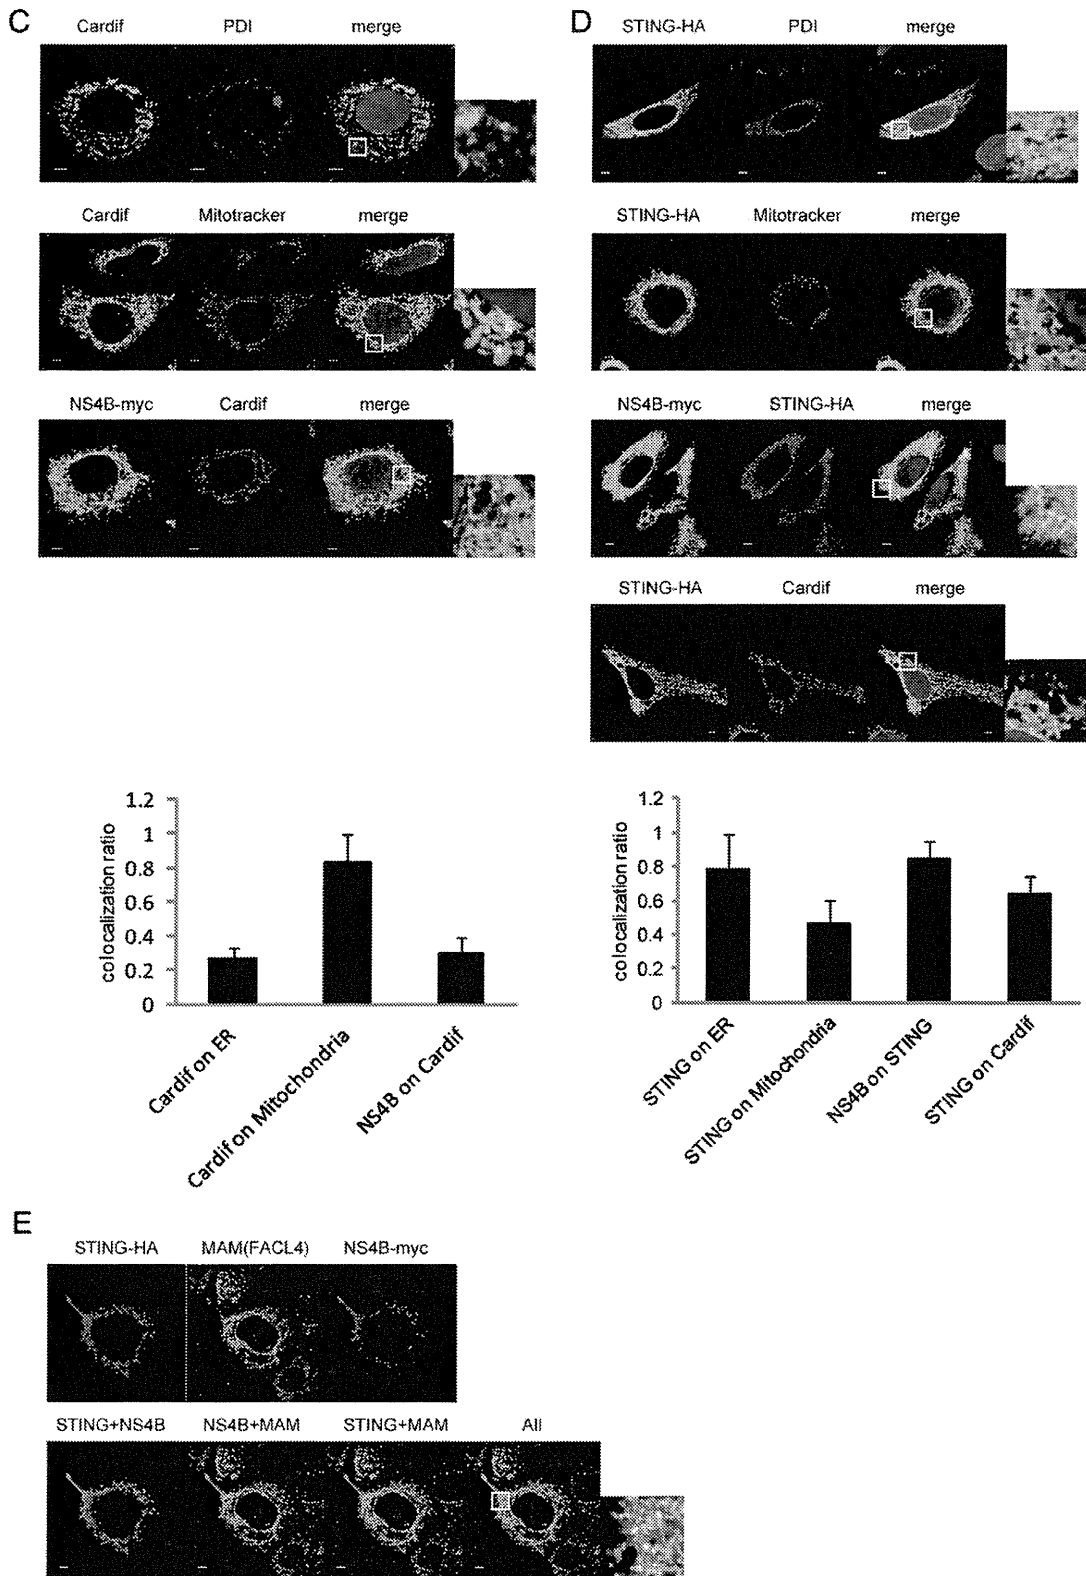 C
Cardif PDI merge
Cardif Mitotracker merge
NS4B-myc Cardif merge
D
STING-HA PDI merge
STING-HA Mitotracker merge
NS4B-myc STING-HA merge
STING-HA Cardif merge
colocalization ratio
1.2
1
0.8
0.6
0.4
0.2
0
Cardif on ER
Cardif on Mitochondria
NS4B on Cardif
colocalization ratio
1.2
1
0.8
0.6
0.4
0.2
0
STING on ER
STING on Mitochondria
NS4B on STING
STING on Cardif
E
STING-HA MAM(FACL4) NS4B-myc
STING+NS4B NS4B+MAM STING+MAM All